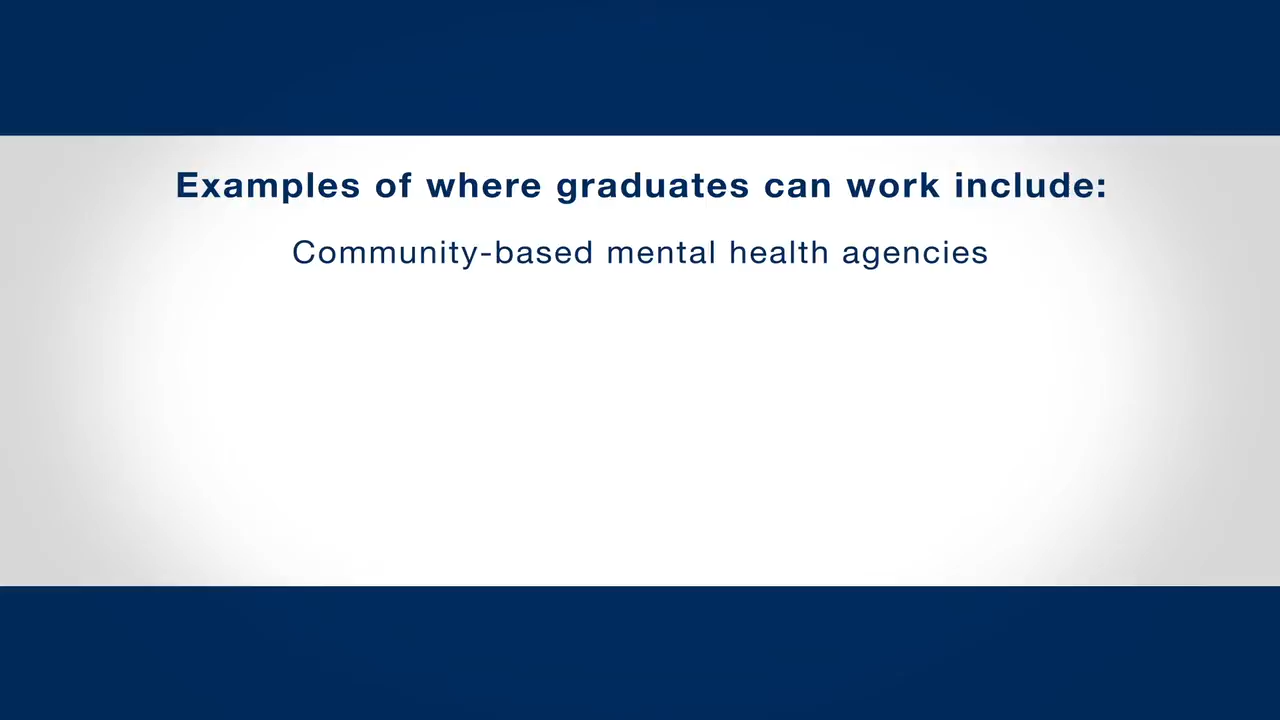 Examples of where graduates can work include:
Community-based mental health agencies